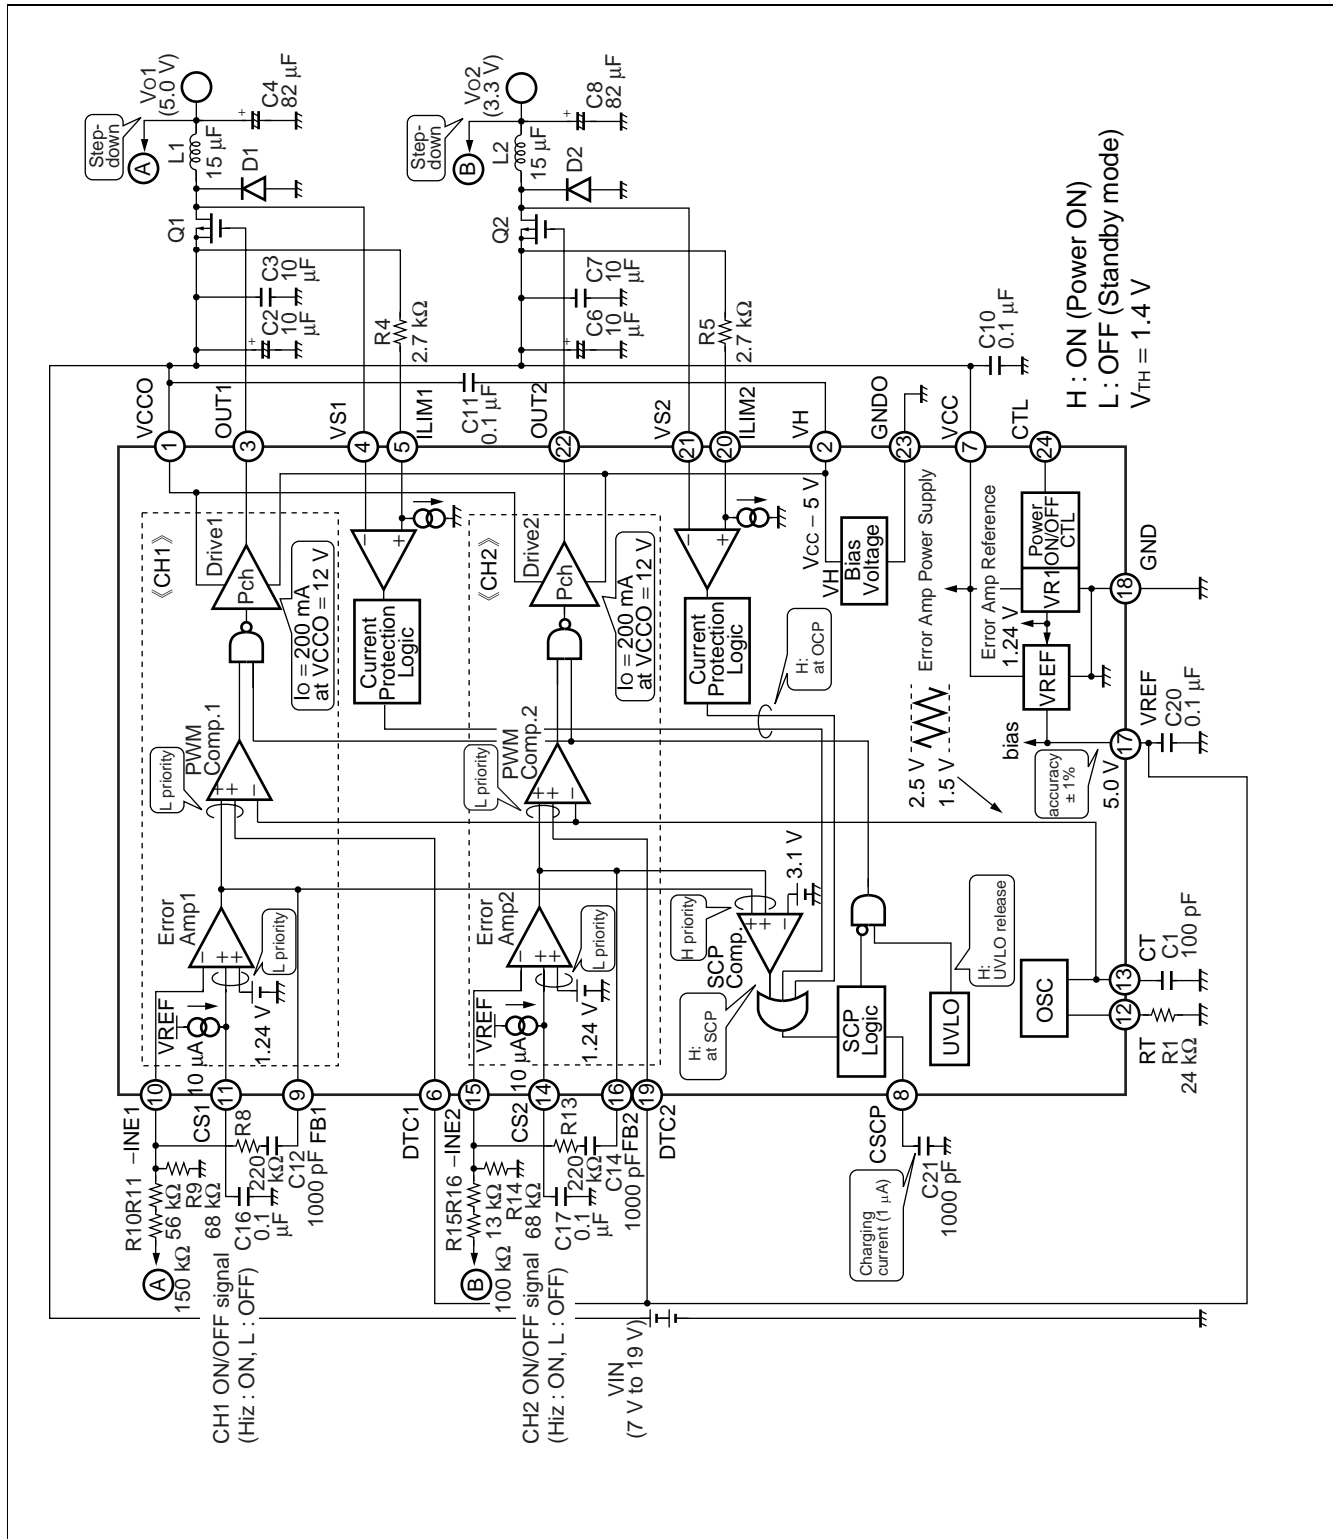 A
150 kΩ
R10R11
56 kΩ
R9
68 kΩ
CH1 ON/OFF signal
(Hiz : ON, L : OFF)
C16
0.1
μF
R8
220
kΩ
C12
1000 pF
−INE1
10
CS1
11
FB1
9
VREF
10 μA
1.24 V
L priority
Error
Amp1
−
+
+
L priority
PWM
Comp.1
+
+
−
《CH1》
Drive1
Pch
IO = 200 mA
at VCCO = 12 V
Current
Protection
Logic
−
+
VCCO
1
OUT1
3
VS1
4
5
ILIM1
R4
2.7 kΩ
C2
10
μF
C3
10
μF
Q1
D1
L1
15 μF
Step-
down
A
VO1
(5.0 V)
C4
82 μF
B
100 kΩ
R15R16
13 kΩ
R14
68 kΩ
CH2 ON/OFF signal
(Hiz : ON, L : OFF)
C17
0.1
μF
R13
220
kΩ
C14
1000 pF
DTC1
6
−INE2
15
CS2
14
16
FB2
19
DTC2
VREF
10 μA
1.24 V
L priority
Error
Amp2
−
+
+
L priority
PWM
Comp.2
+
+
−
《CH2》
Drive2
Pch
IO = 200 mA
at VCCO = 12 V
Current
Protection
Logic
−
+
H:
at OCP
C11
0.1 μF
OUT2
22
VS2
21
20
ILIM2
R5
2.7 kΩ
C6
10
μF
C7
10
μF
Q2
D2
L2
15 μF
Step-
down
B
VO2
(3.3 V)
C8
82 μF
VIN
(7 V to 19 V)
H priority
SCP
Comp.
+
+
−
3.1 V
H:
at SCP
SCP
Logic
H:
UVLO release
UVLO
CSCP
8
Charging
current (1 μA)
C21
1000 pF
VH
2
VCC − 5 V
VH
Bias
Voltage
GNDO
23
VCC
7
C10
0.1 μF
CTL
24
H : ON (Power ON)
L : OFF (Standby mode)
VTH = 1.4 V
Error Amp Power Supply
Error Amp Reference
1.24 V
Power
ON/OFF
CTL
VR1
VREF
bias
accuracy
± 1%
5.0 V
2.5 V
1.5 V
OSC
12
13
RT
R1
24 kΩ
CT
C1
100 pF
17
VREF
C20
0.1 μF
18
GND